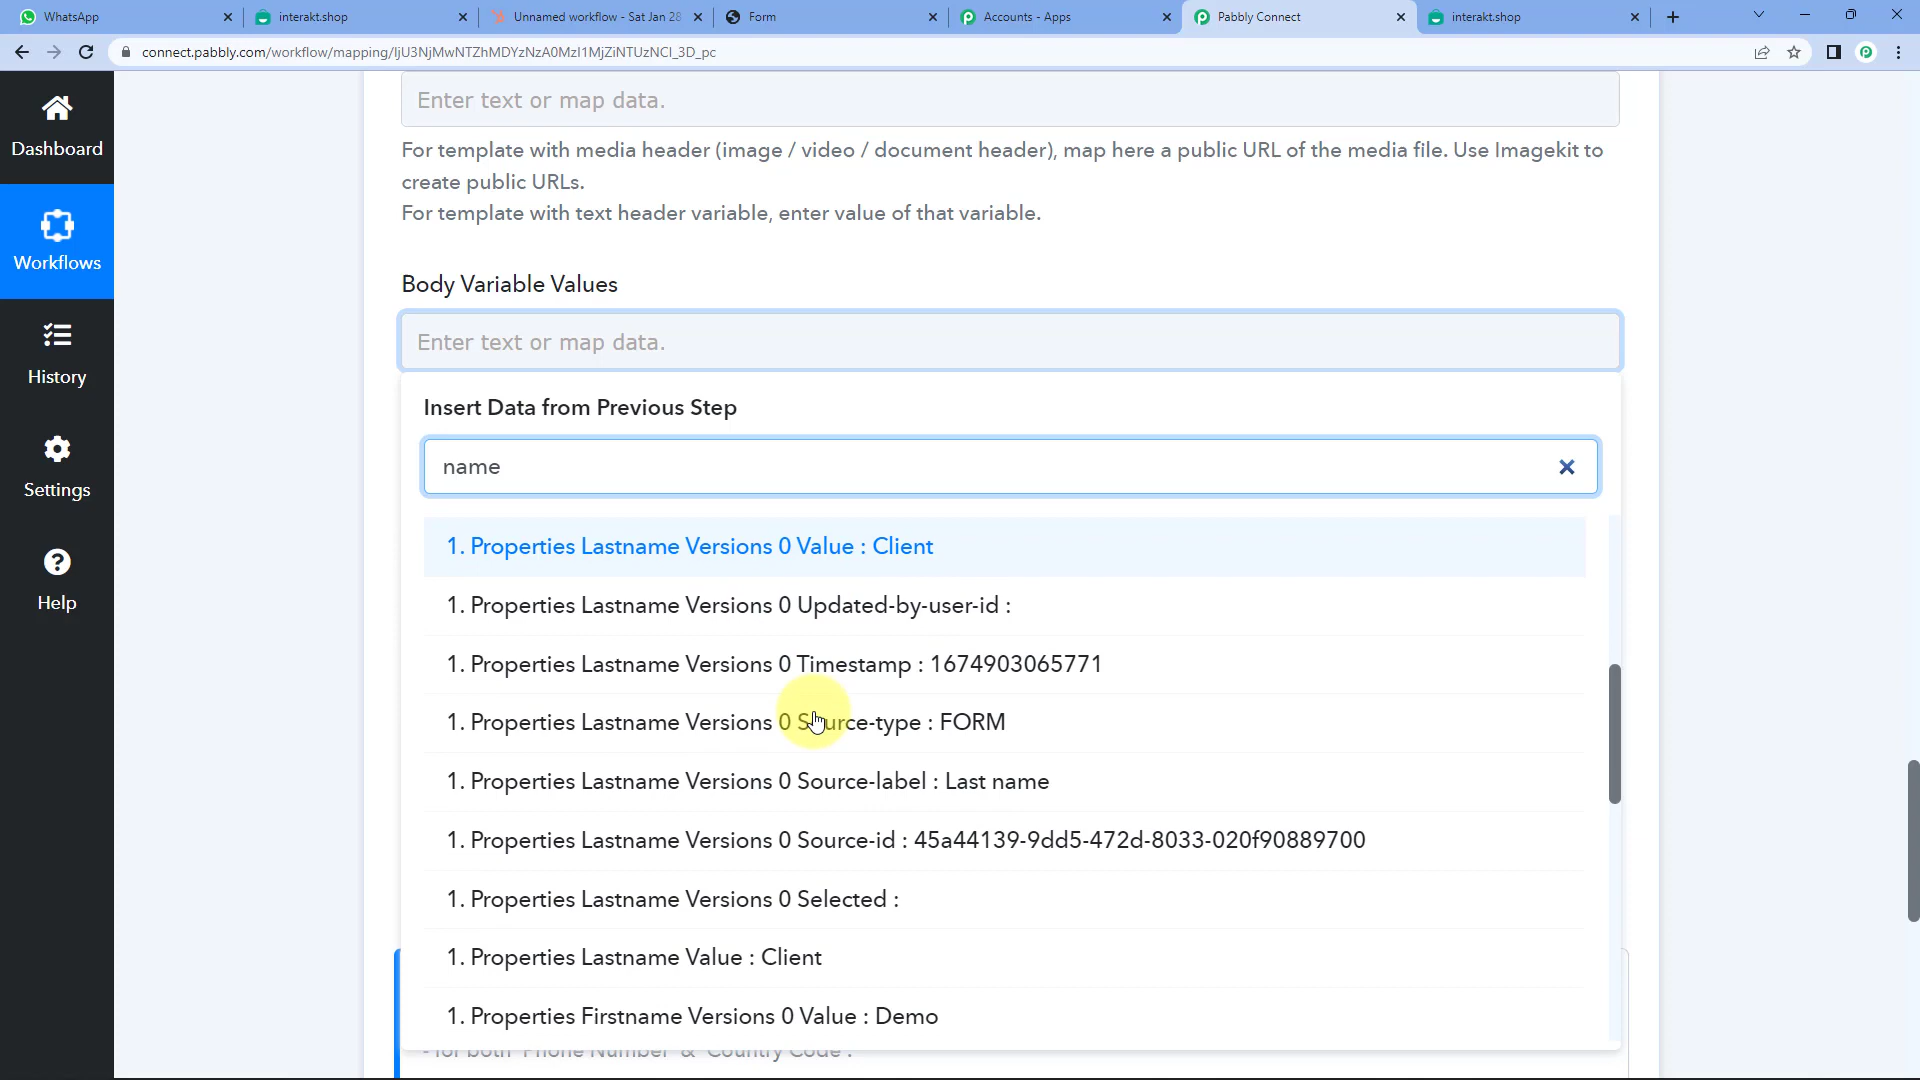 WhatsApp
interakt.shop
Unnamed workflow - Sat Jan 28
Form
Accounts - Apps
Pabbly Connect
interakt.shop
connect.pabbly.com/workflow/mapping/IjU3NjMwNTZhMDYzNzA0MzI1MjZiNTUzNCI_3D_pc
Dashboard
Workflows
History
Settings
Help
Enter text or map data.
For template with media header (image / video / document header), map here a public URL of the media file. Use Imagekit to
create public URLs.
For template with text header variable, enter value of that variable.
Body Variable Values
Enter text or map data.
Insert Data from Previous Step
name
1. Properties Lastname Versions 0 Value : Client
1. Properties Lastname Versions 0 Updated-by-user-id :
1. Properties Lastname Versions 0 Timestamp : 1674903065771
1. Properties Lastname Versions 0 Source-type : FORM
1. Properties Lastname Versions 0 Source-label : Last name
1. Properties Lastname Versions 0 Source-id : 45a44139-9dd5-472d-8033-020f90889700
1. Properties Lastname Versions 0 Selected :
1. Properties Lastname Value : Client
1. Properties Firstname Versions 0 Value : Demo
- for both 'Phone Number' & 'Country Code'.